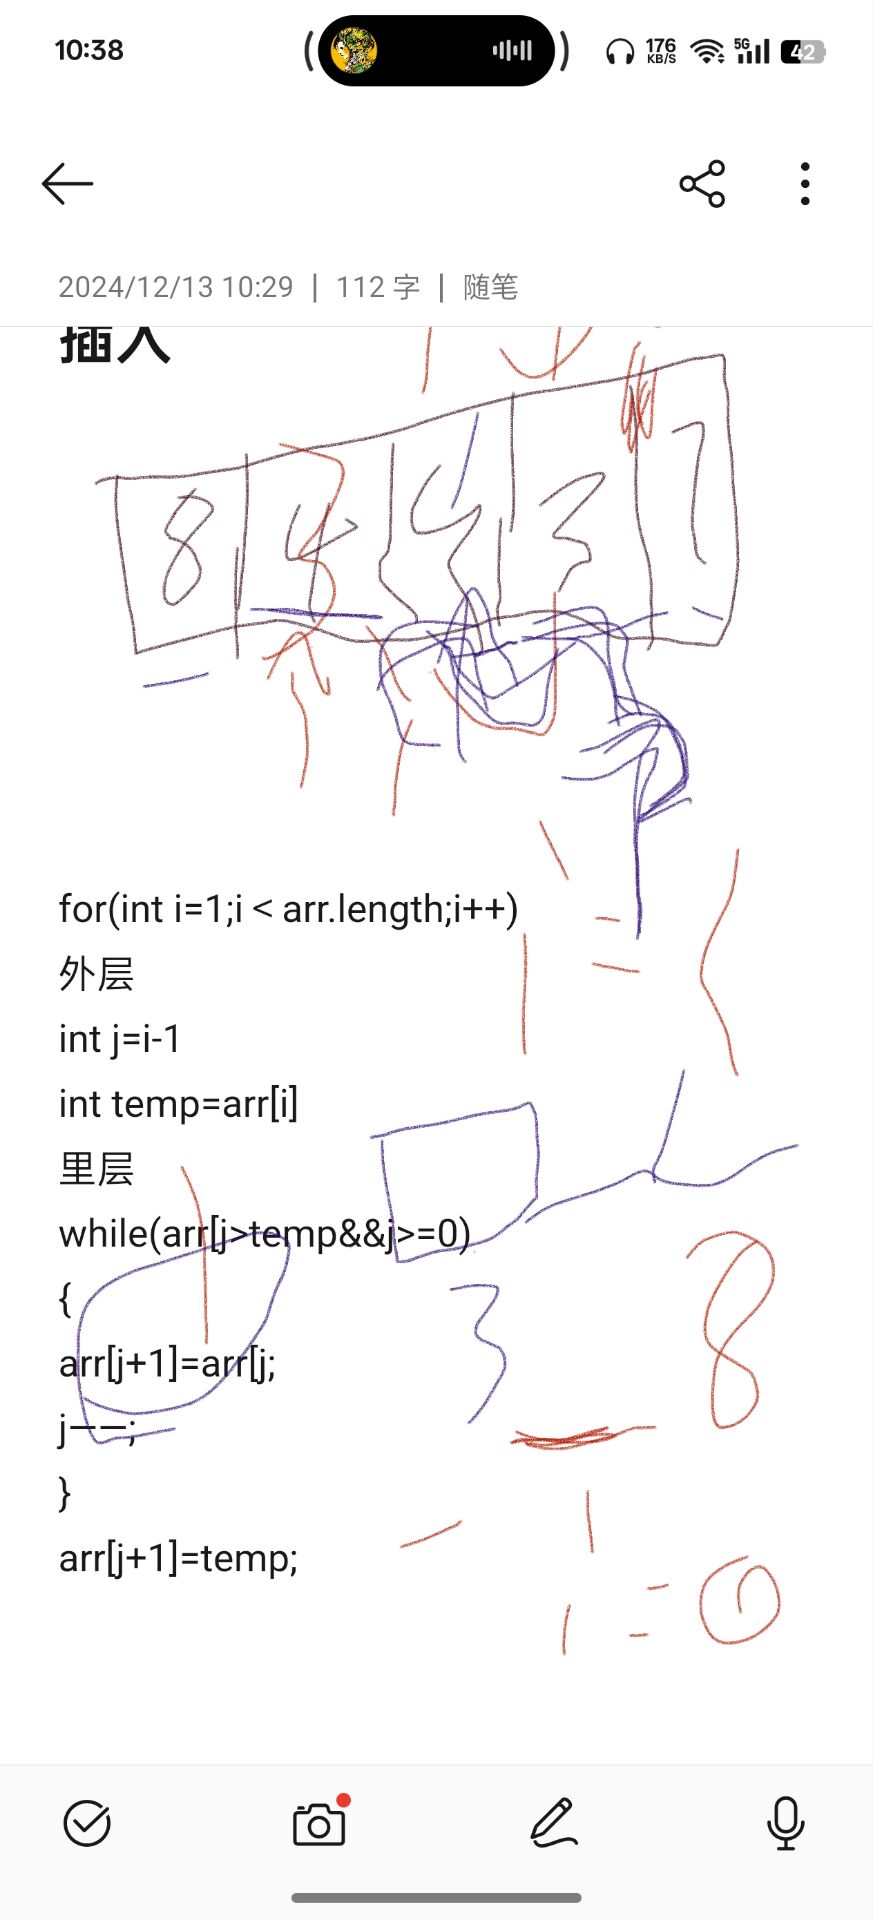 10:38
176
KB/S
5G
42
2024/12/13 10:29 | 112 字 | 随笔
插入
8 4 5 3 7
for(int i=1;i < arr.length;i++)
外层
int j=i-1
int temp=arr[i]
里层
while(arr[j>temp&&j>=0)
{
arr[j+1]=arr[j;
3
8
j——;
}
arr[j+1]=temp;